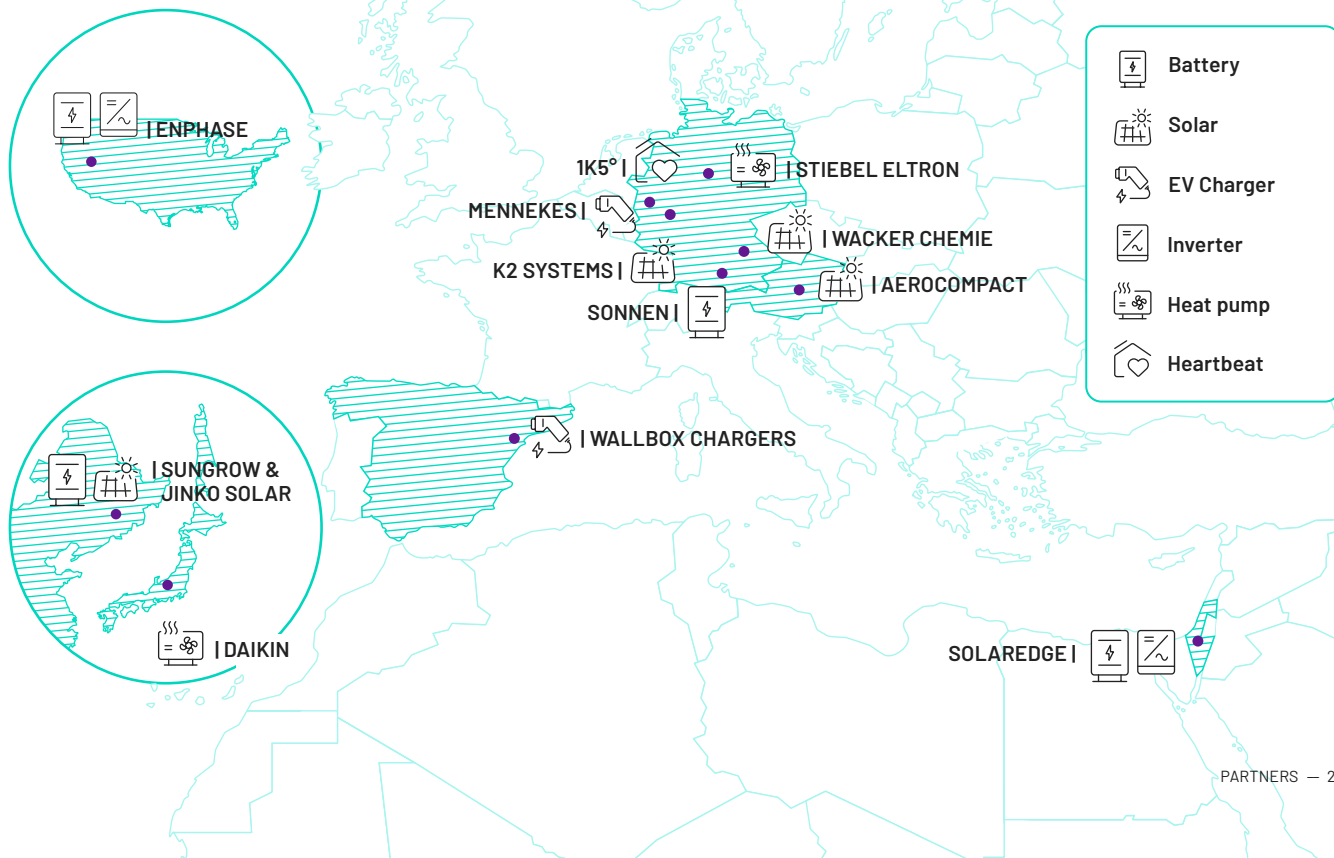 | ENPHASE
1K5° |
| STIEBEL ELTRON
MENNEKES |
| WACKER CHEMIE
K2 SYSTEMS |
| AEROCOMPACT
SONNEN |
Battery
Solar
EV Charger
Inverter
Heat pump
Heartbeat
| WALLBOX CHARGERS
| SUNGROW &
JINKO SOLAR
| DAIKIN
SOLAREDGE |
PARTNERS — 2